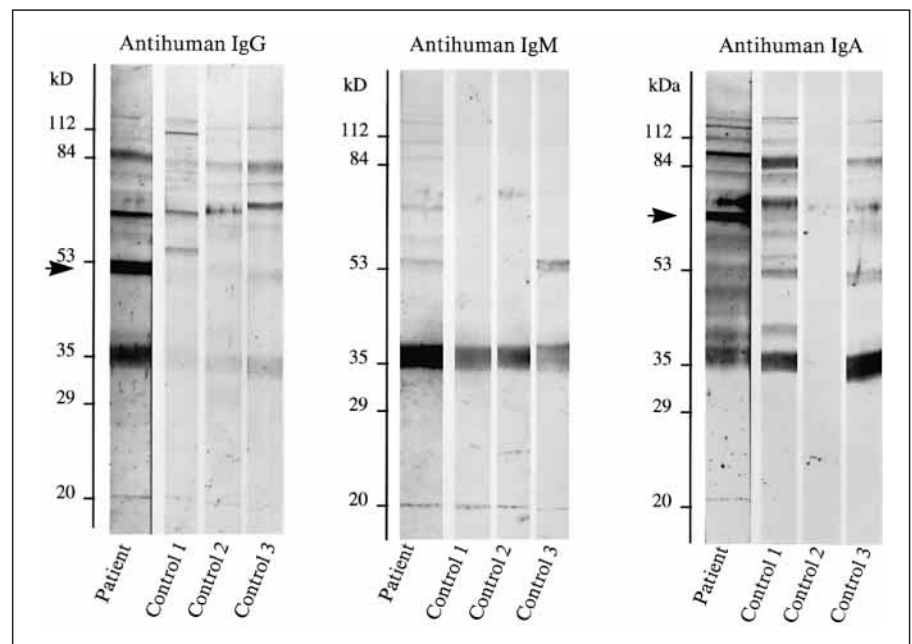 Antihuman IgG
kD
112
84
53
35
29
20
Patient
Control 1
Control 2
Control 3
Antihuman IgM
kD
112
84
53
35
29
20
Patient
Control 1
Control 2
Control 3
Antihuman IgA
kDa
112
84
53
35
29
20
Patient
Control 1
Control 2
Control 3